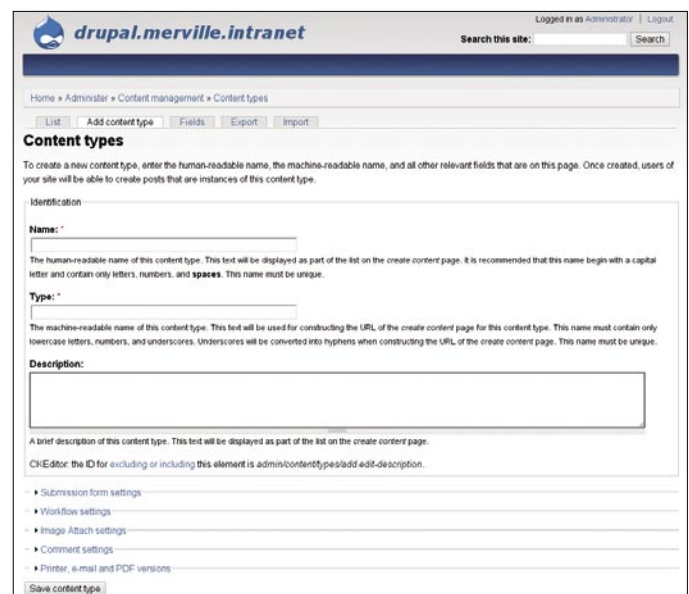 Logged in as Administrator | Logout
drupal.merville.intranet
Search this site: Search
Home » Administer » Content management » Content types
List Add content type Fields Export Import
Content types
To create a new content type, enter the human-readable name, the machine-readable name, and all other relevant fields that are on this page. Once created, users of
your site will be able to create posts that are instances of this content type.
Identification
Name: *
The human-readable name of this content type. This text will be displayed as part of the list on the create content page. It is recommended that this name begin with a capital
letter and contain only letters, numbers, and spaces. This name must be unique.
Type: *
The machine-readable name of this content type. This text will be used for constructing the URL of the create content page for this content type. This name must contain only
lowercase letters, numbers, and underscores. Underscores will be converted into hyphens when constructing the URL of the create content page. This name must be unique.
Description:
A brief description of this content type. This text will be displayed as part of the list on the create content page.
CKEditor: the ID for excluding or including this element is admin/content/types/add.edit-description.
Submission form settings
Workflow settings
Image Attach settings
Comment settings
Printer, e-mail and PDF versions
Save content type